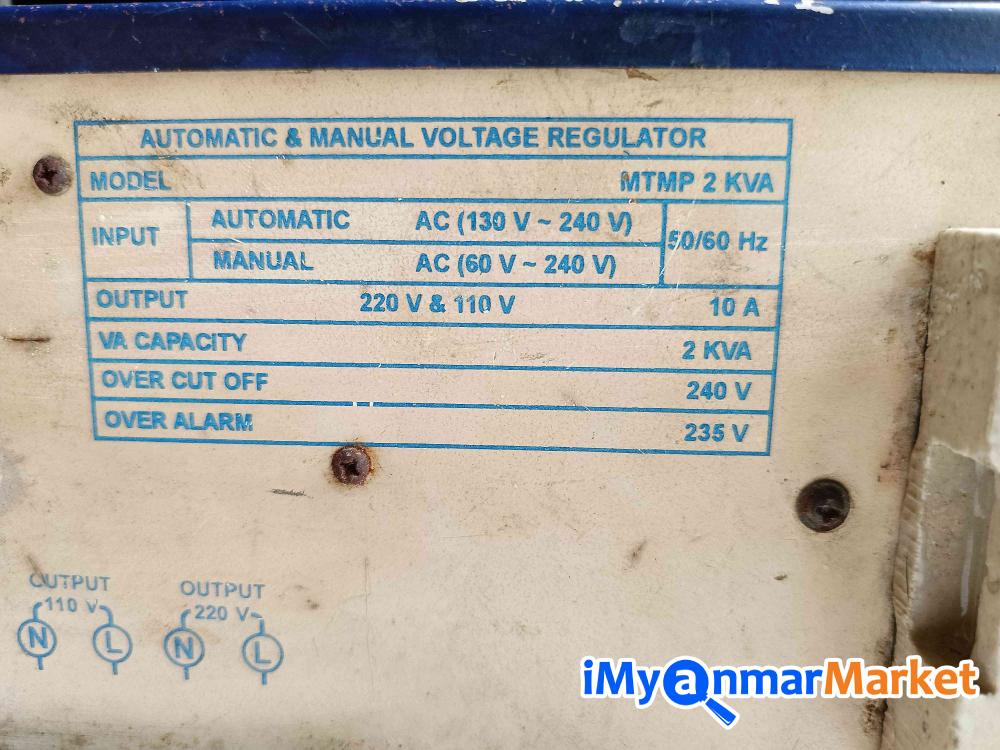 AUTOMATIC & MANUAL VOLTAGE REGULATOR
MODEL MTMP 2 KVA
INPUT AUTOMATIC AC (130 V ~ 240 V) 50/60 Hz
MANUAL AC (60 V ~ 240 V)
OUTPUT 220 V & 110 V 10 A
VA CAPACITY 2 KVA
OVER CUT OFF 240 V
OVER ALARM 235 V
OUTPUT 110 V
N L
OUTPUT 220 V
N L
iMyanmarMarket